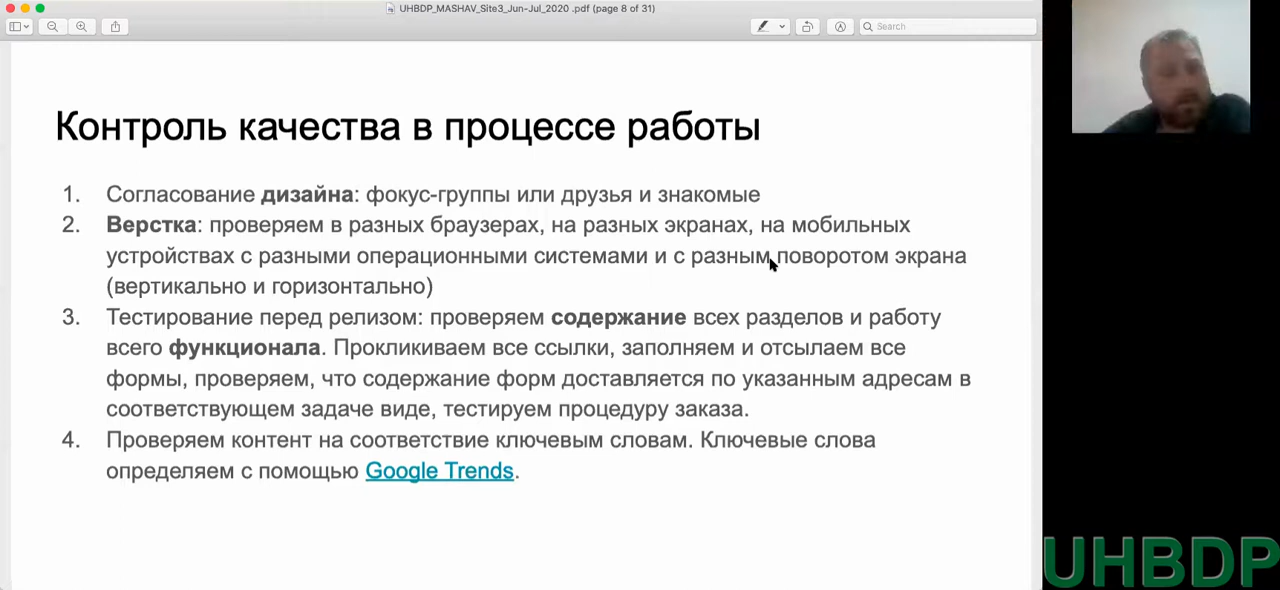 UHBDP_MASHAV_Site3_Jun-Jul_2020 .pdf (page 8 of 31)
Search
Контроль качества в процессе работы
1. Согласование дизайна: фокус-группы или друзья и знакомые
2. Верстка: проверяем в разных браузерах, на разных экранах, на мобильных
устройствах с разными операционными системами и с разным поворотом экрана
(вертикально и горизонтально)
3. Тестирование перед релизом: проверяем содержание всех разделов и работу
всего функционала. Прокликиваем все ссылки, заполняем и отсылаем все
формы, проверяем, что содержание форм доставляется по указанным адресам в
соответствующем задаче виде, тестируем процедуру заказа.
4. Проверяем контент на соответствие ключевым словам. Ключевые слова
определяем с помощью Google Trends.
UHBDP